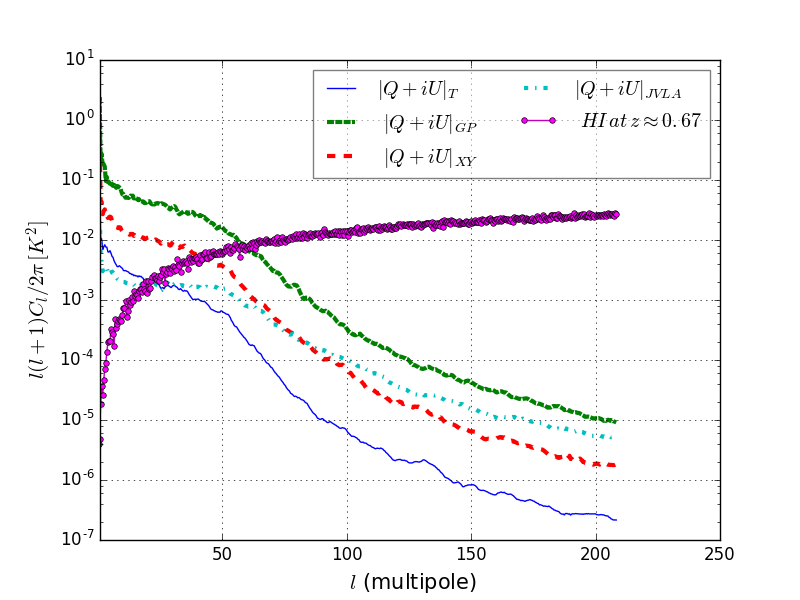 10^1
10^0
10^-1
10^-2
10^-3
10^-4
10^-5
10^-6
10^-7
l(l+1)C_l/2π [K^2]
|Q+iU|_T
|Q+iU|_GP
|Q+iU|_XY
|Q+iU|_JVLA
HI at z≈0.67
50
100
150
200
250
l (multipole)